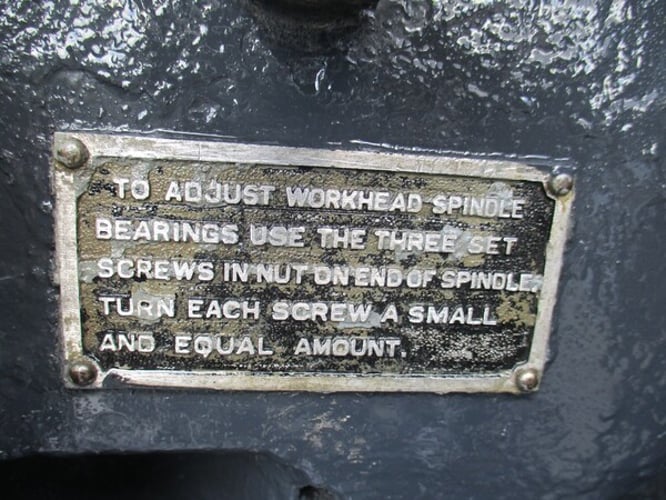 TO ADJUST WORKHEAD SPINDLE
BEARINGS USE THE THREE SET
SCREWS IN NUT ON END OF SPINDLE.
TURN EACH SCREW A SMALL
AND EQUAL AMOUNT.